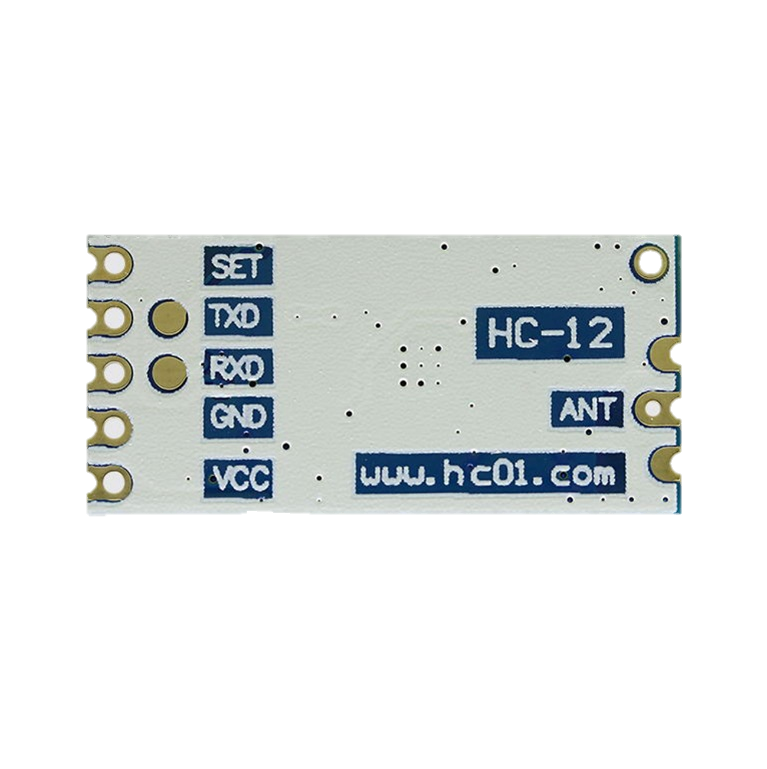 SET
TXD
RXD
GND
VCC
HC-12
ANT
www.hc01.com